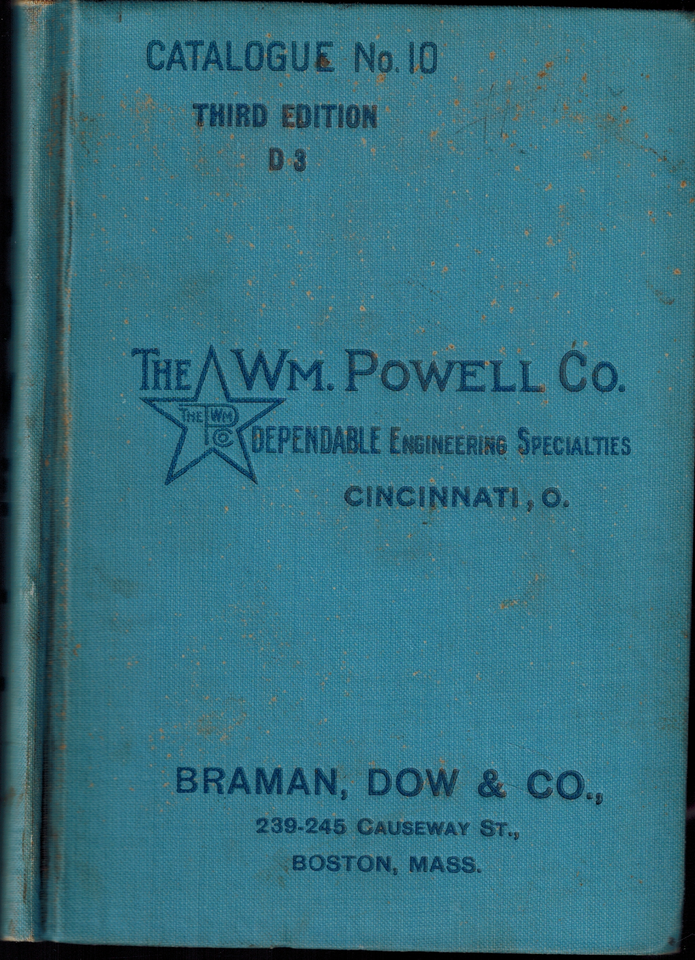 CATALOGUE No. 10
THIRD EDITION
D 3
THE WM. POWELL CO.
THE WM
P
CO
DEPENDABLE ENGINEERING SPECIALTIES
CINCINNATI, O.
BRAMAN, DOW & CO.,
239-245 CAUSEWAY ST.,
BOSTON, MASS.